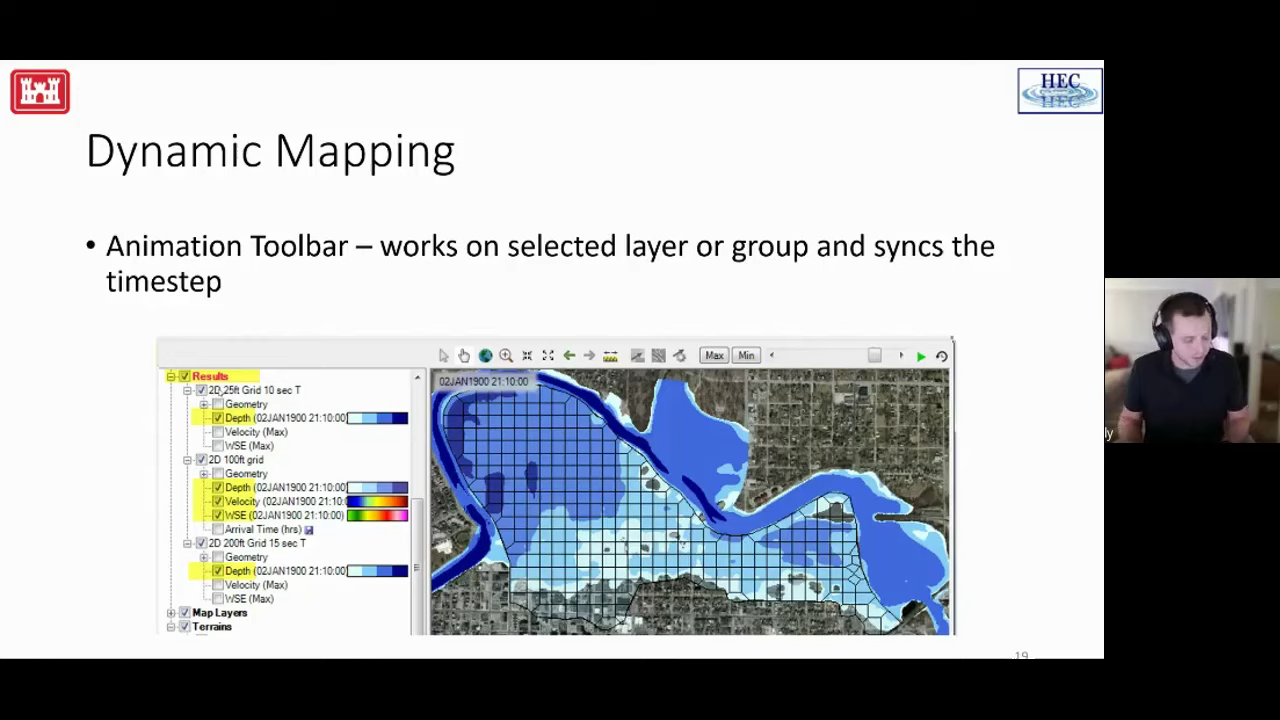 HEC
HEC
Dynamic Mapping
• Animation Toolbar – works on selected layer or group and syncs the
timestep
Max Min
Results
2D 25ft Grid 10 sec T
Geometry
Depth (02JAN1900 21:10:00)
Velocity (Max)
WSE (Max)
2D 100ft grid
Geometry
Depth (02JAN1900 21:10:00)
Velocity (02JAN1900 21:10:0
WSE (02JAN1900 21:10:00)
Arrival Time (hrs)
2D 200ft Grid 15 sec T
Geometry
Depth (02JAN1900 21:10:00)
Velocity (Max)
WSE (Max)
Map Layers
Terrains
02JAN1900 21:10:00
19
ly